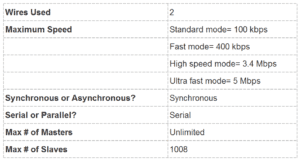 Wires Used 2
Maximum Speed Standard mode= 100 kbps
Fast mode= 400 kbps
High speed mode= 3.4 Mbps
Ultra fast mode= 5 Mbps
Synchronous or Asynchronous? Synchronous
Serial or Parallel? Serial
Max # of Masters Unlimited
Max # of Slaves 1008